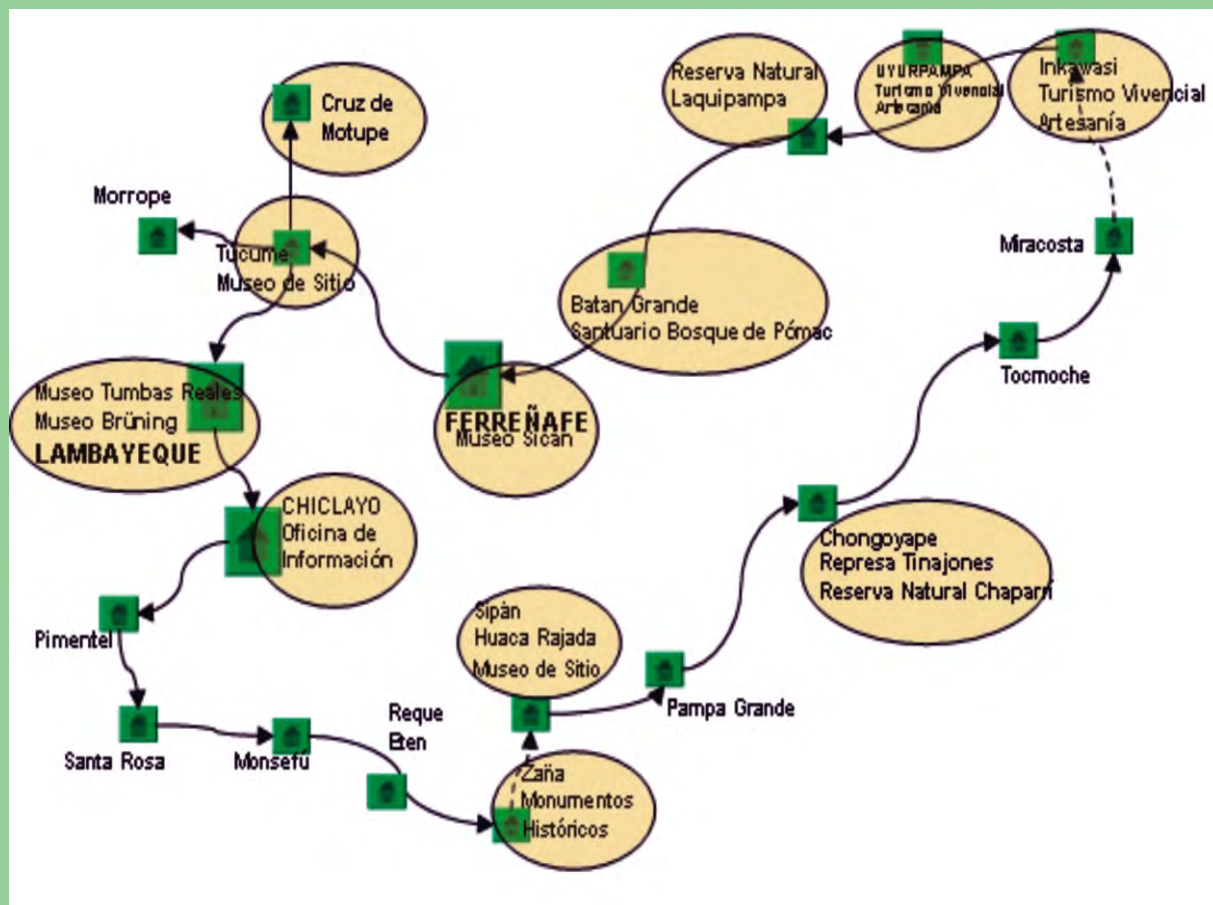 Cruz de
Motupe
Reserva Natural
Laquipampa
UYURPAMPA
Turismo Vivencial
Artesanía
Inkawasi
Turismo Vivencial
Artesanía
Morrope
Túcume
Museo de Sitio
Miracosta
Batan Grande
Santuario Bosque de Pómac
Tocmoche
Museo Tumbas Reales
Museo Brüning
LAMBAYEQUE
FERREÑAFE
Museo Sicán
CHICLAYO
Oficina de
Información
Chongoyape
Represa Tinajones
Reserva Natural Chaparrí
Pimentel
Sipán
Huaca Rajada
Museo de Sitio
Pampa Grande
Santa Rosa
Monsefú
Reque
Eten
Zaña
Monumentos
Históricos